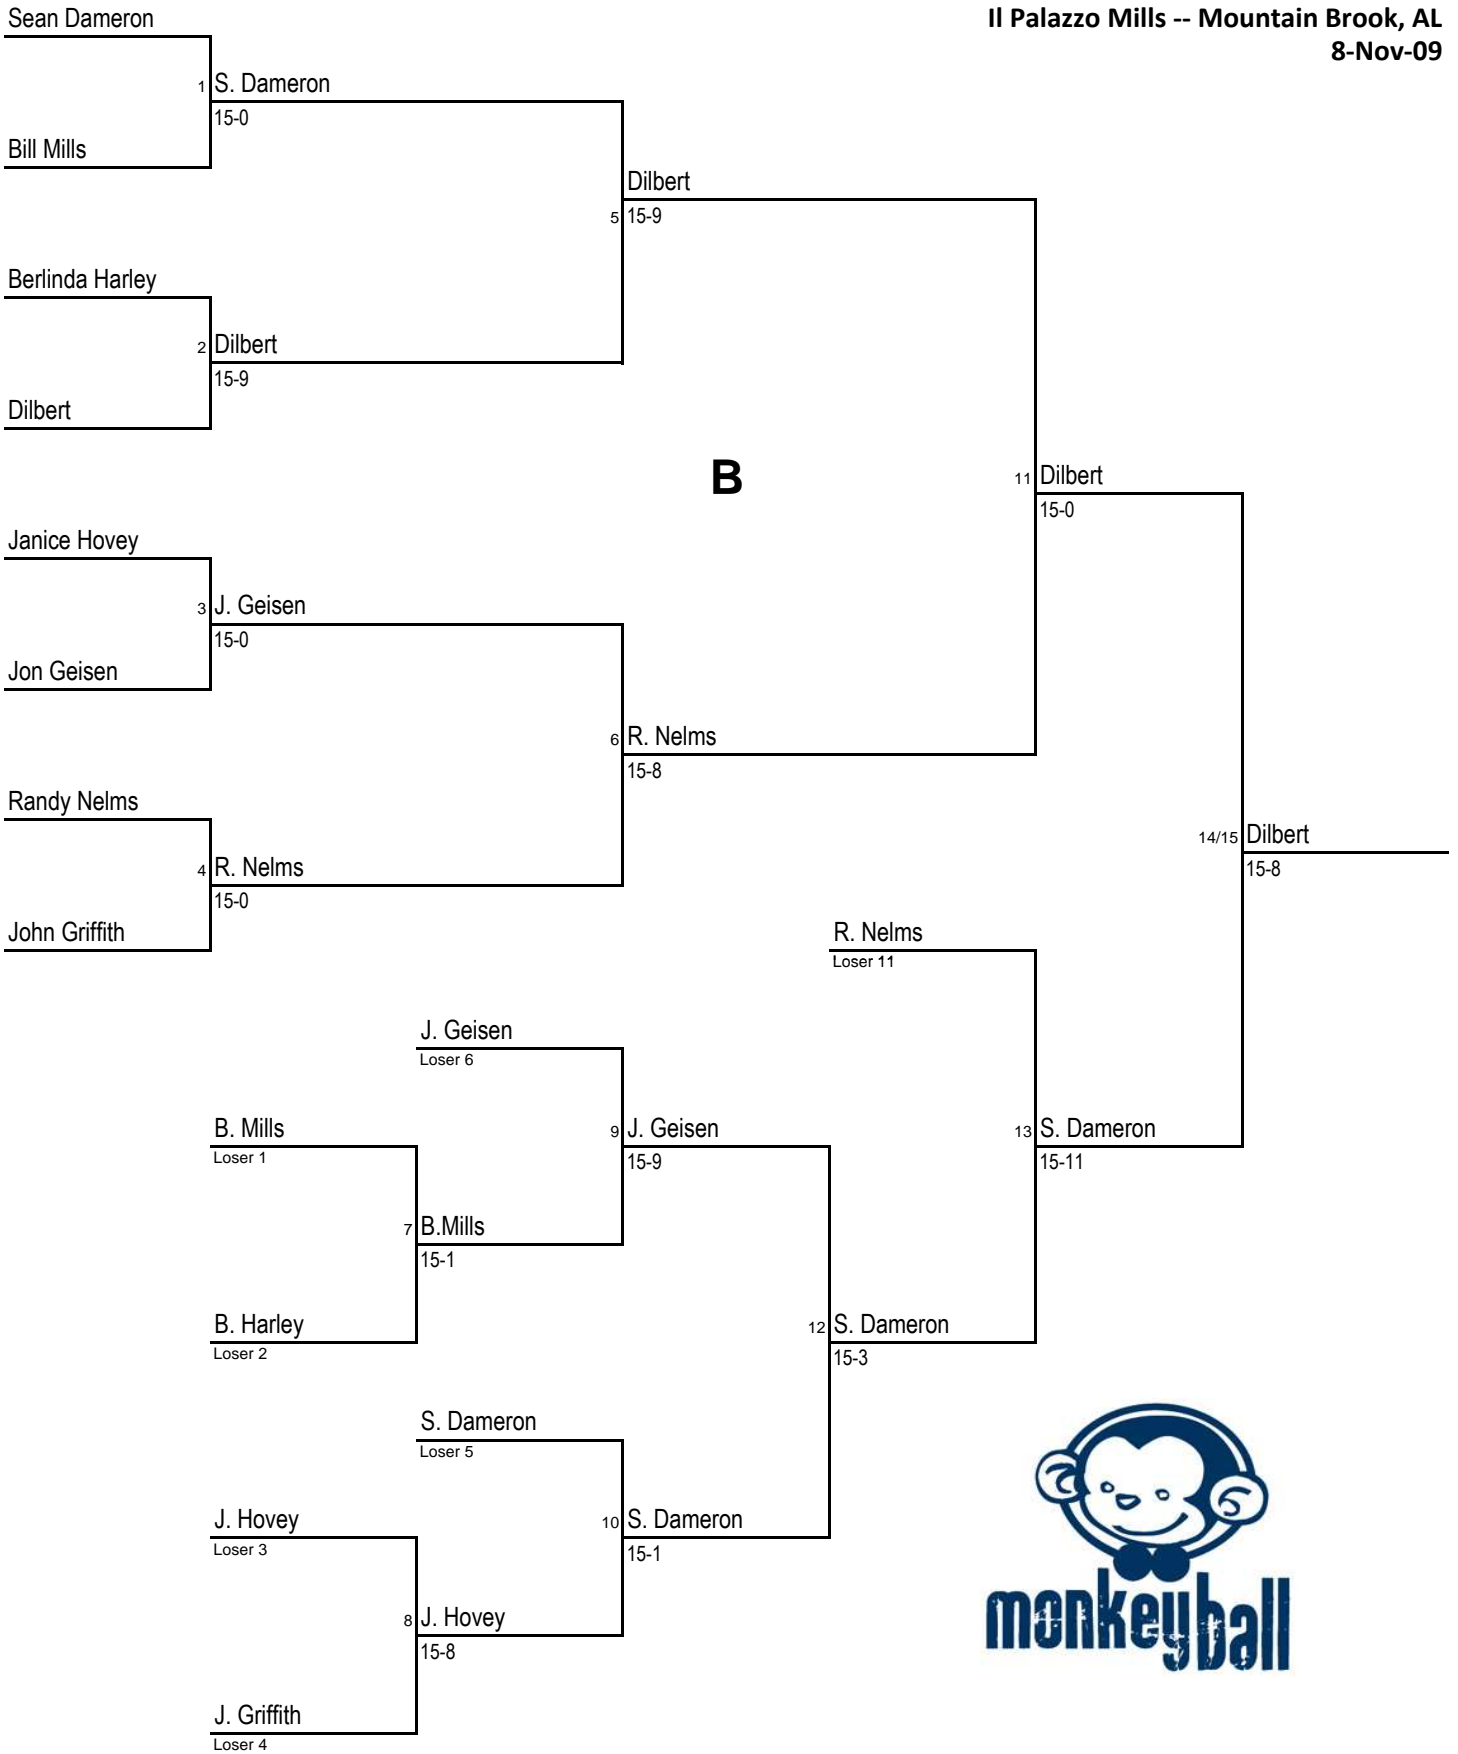 Sean Dameron
Il Palazzo Mills -- Mountain Brook, AL
8-Nov-09
1 S. Dameron
15-0
Bill Mills
Dilbert
5 15-9
Berlinda Harley
2 Dilbert
15-9
Dilbert
B
11 Dilbert
15-0
Janice Hovey
3 J. Geisen
15-0
Jon Geisen
6 R. Nelms
15-8
Randy Nelms
14/15 Dilbert
15-8
4 R. Nelms
15-0
John Griffith
R. Nelms
Loser 11
J. Geisen
Loser 6
B. Mills
Loser 1
9 J. Geisen
15-9
13 S. Dameron
15-11
7 B.Mills
15-1
B. Harley
Loser 2
12 S. Dameron
15-3
S. Dameron
Loser 5
J. Hovey
Loser 3
10 S. Dameron
15-1
8 J. Hovey
15-8
J. Griffith
Loser 4
monkeyball